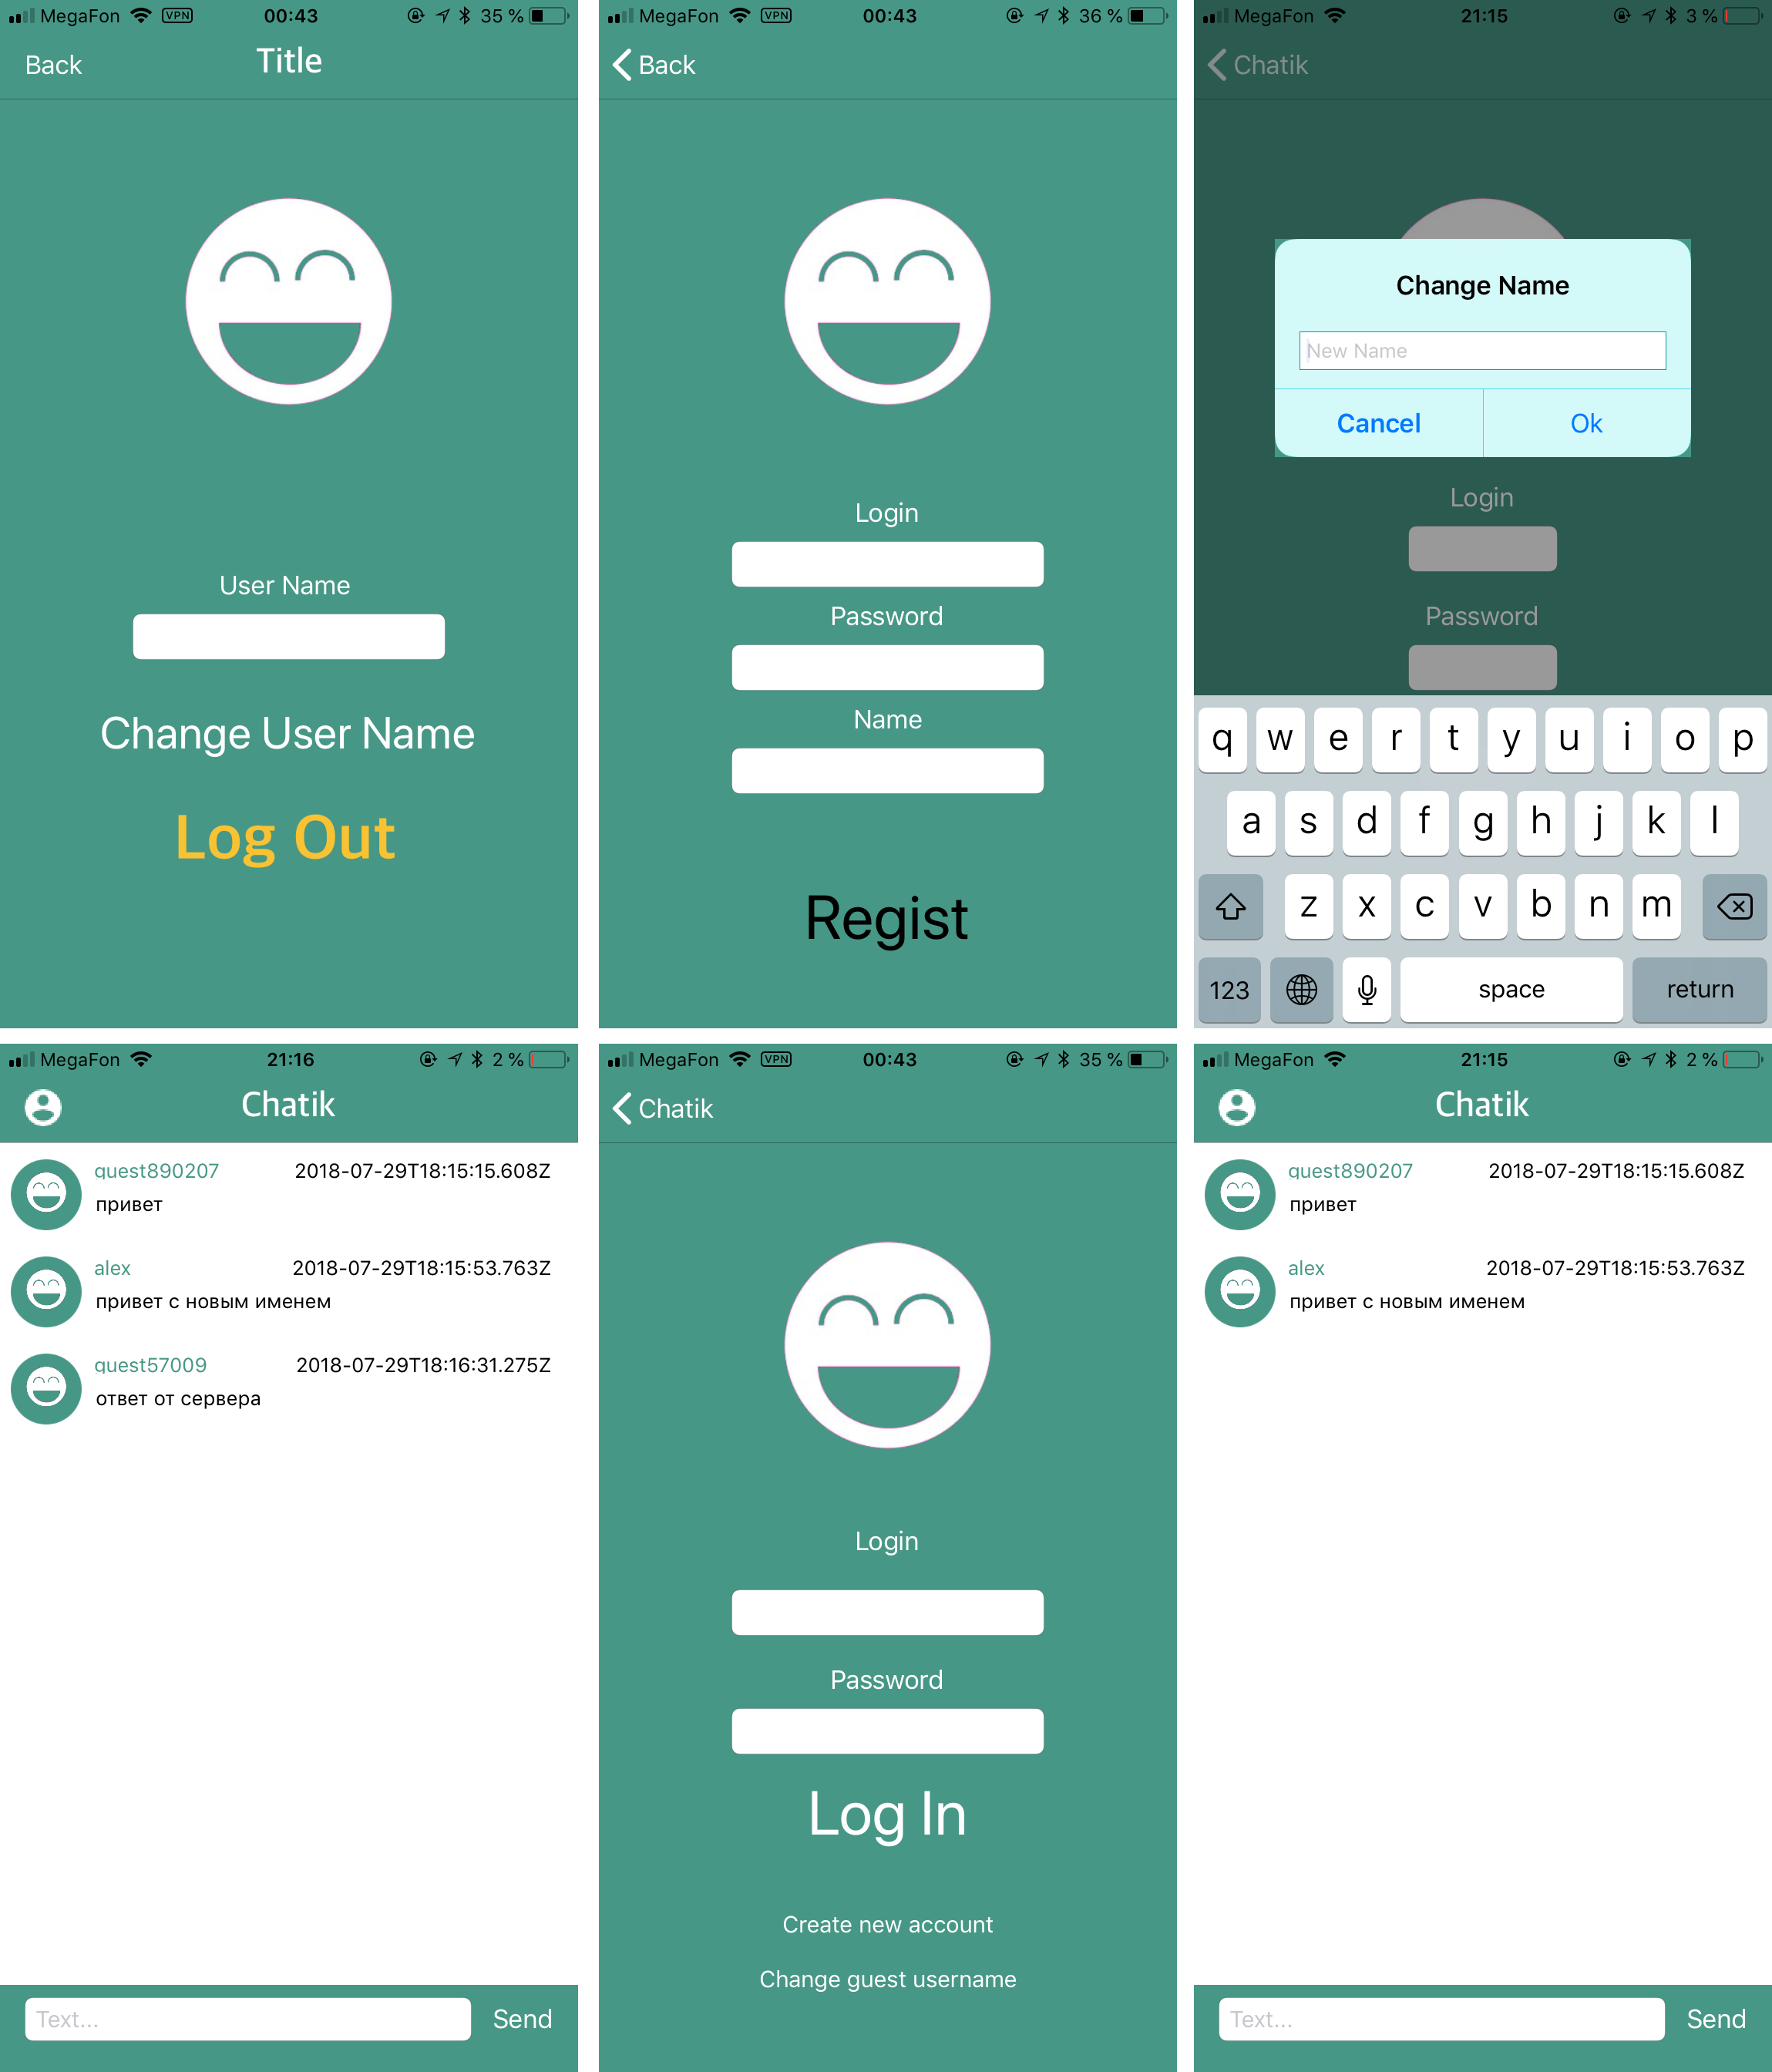 MegaFon VPN 00:43 35 %
Back Title
User Name
Change User Name
Log Out
MegaFon VPN 00:43 36 %
Back
Login
Password
Name
Regist
MegaFon 21:15 3 %
Chatik
Change Name
New Name
Cancel Ok
Login
Password
q w e r t y u i o p
a s d f g h j k l
z x c v b n m
123 space return
MegaFon 21:16 2 %
Chatik
guest890207 2018-07-29T18:15:15.608Z
привет
alex 2018-07-29T18:15:53.763Z
привет с новым именем
guest57009 2018-07-29T18:16:31.275Z
ответ от сервера
Text... Send
MegaFon VPN 00:43 35 %
Chatik
Login
Password
Log In
Create new account
Change guest username
MegaFon 21:15 2 %
Chatik
guest890207 2018-07-29T18:15:15.608Z
привет
alex 2018-07-29T18:15:53.763Z
привет с новым именем
Text... Send